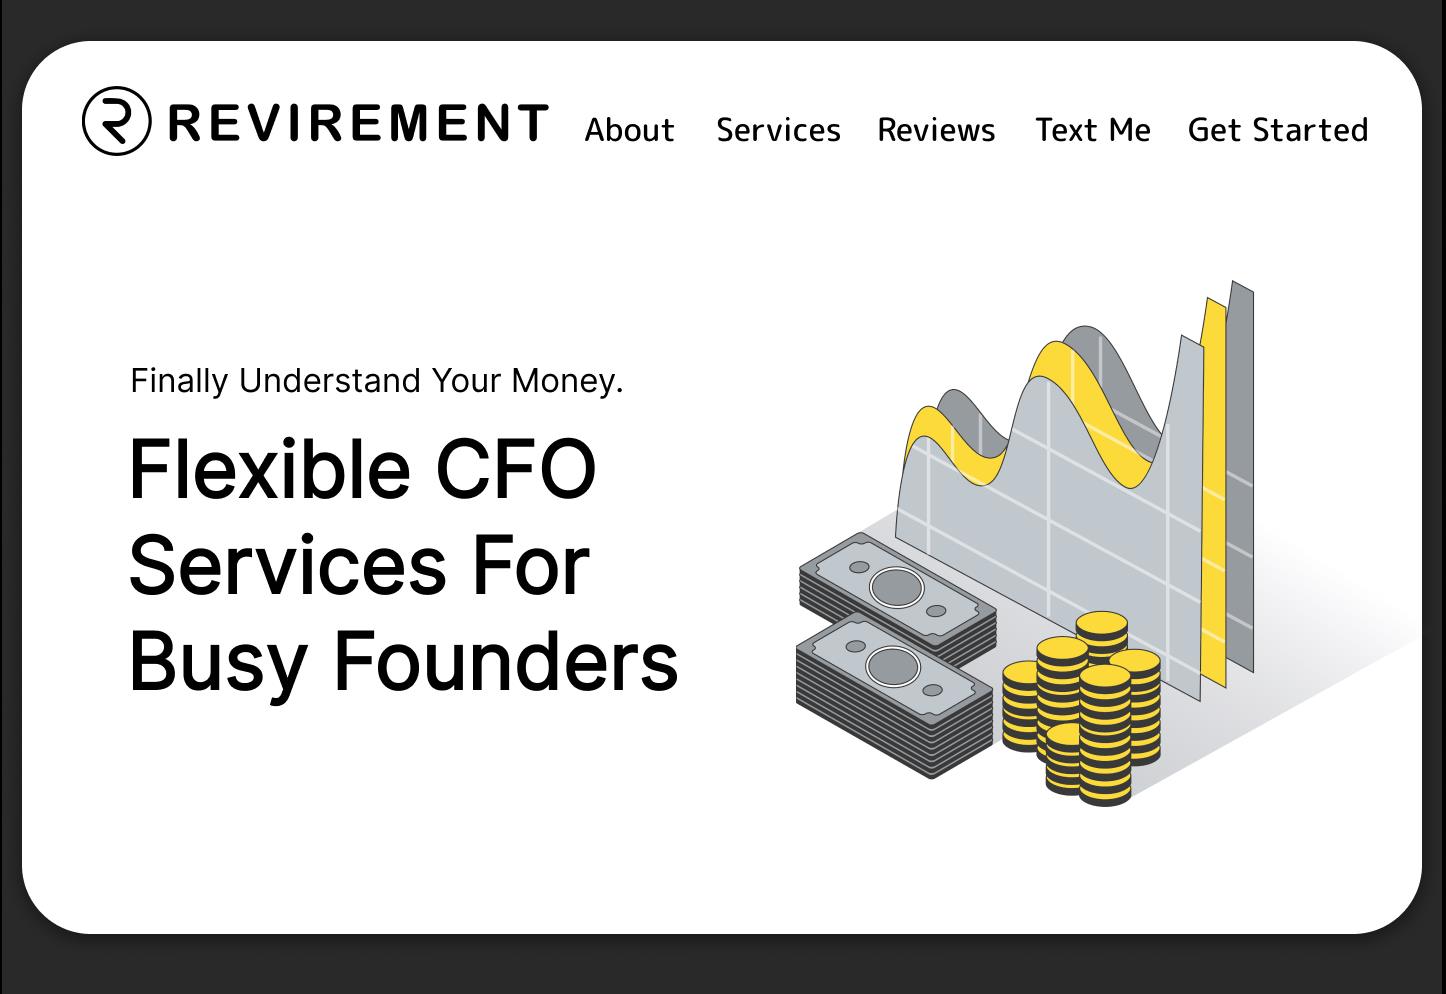 REVIREMENT About Services Reviews Text Me Get Started
Finally Understand Your Money.
Flexible CFO
Services For
Busy Founders